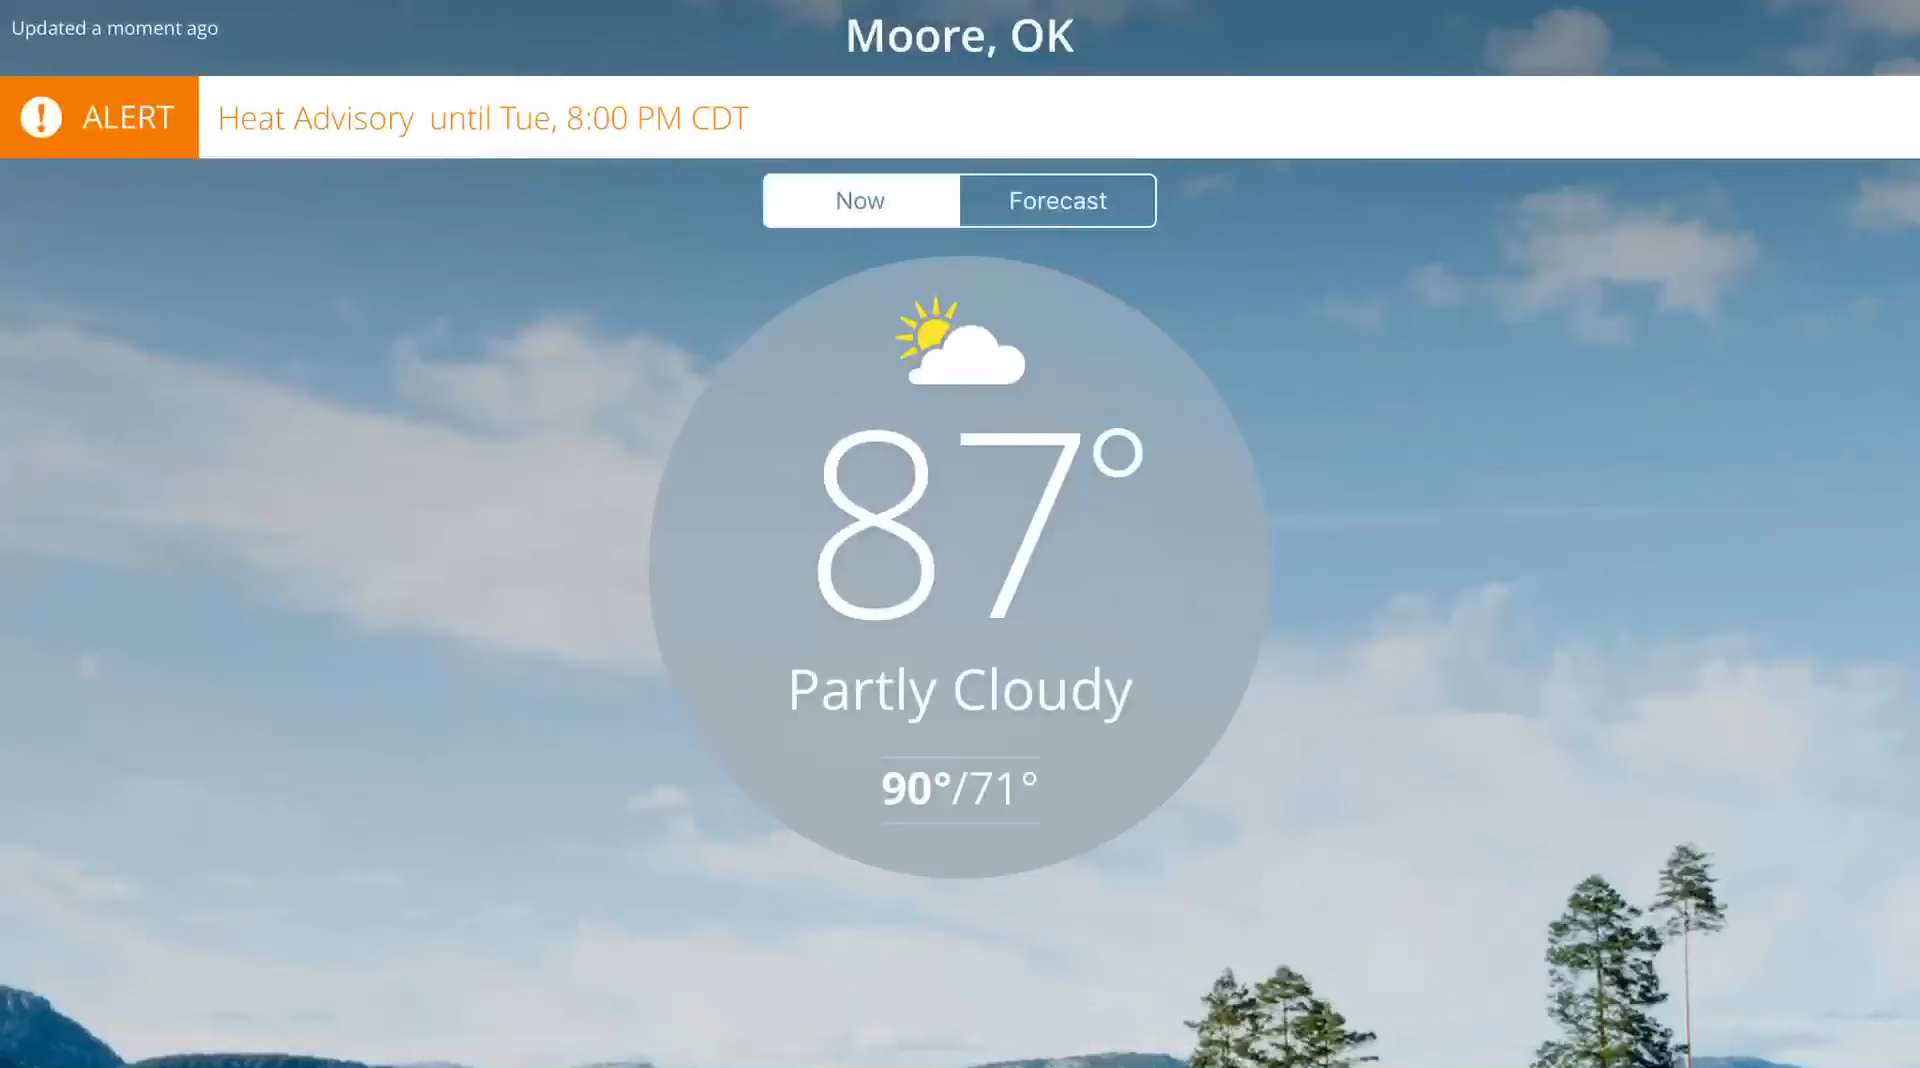 Updated a moment ago
Moore, OK
ALERT
Heat Advisory until Tue, 8:00 PM CDT
Now
Forecast
87°
Partly Cloudy
90°/71°